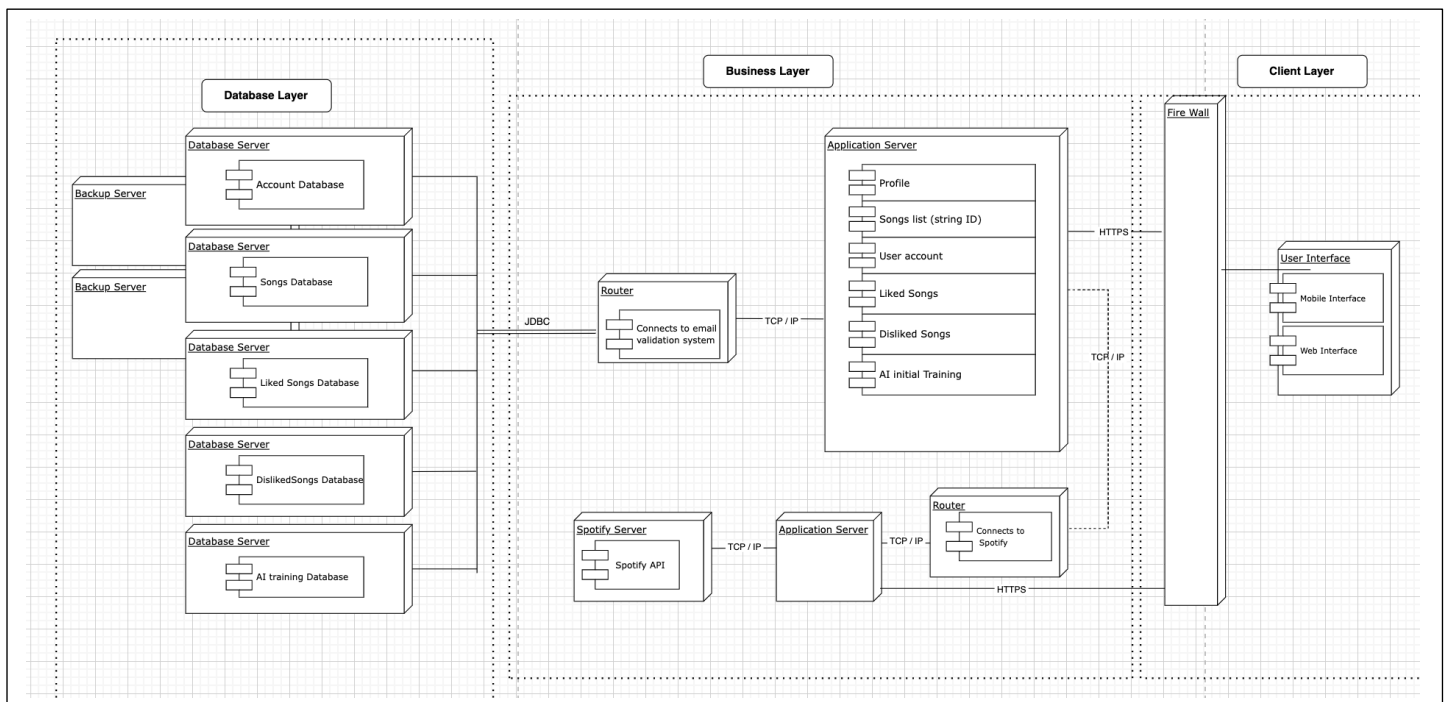 Database Layer
Database Server
Account Database
Backup Server
Database Server
Songs Database
Backup Server
Database Server
Liked Songs Database
Database Server
DislikedSongs Database
Database Server
AI training Database
JDBC
Business Layer
Router
Connects to email
validation system
TCP / IP
Application Server
Profile
Songs list (string ID)
User account
Liked Songs
Disliked Songs
AI initial Training
HTTPS
TCP / IP
Spotify Server
Spotify API
TCP / IP
Application Server
TCP / IP
Router
Connects to
Spotify
HTTPS
Client Layer
Fire Wall
User Interface
Mobile Interface
Web Interface